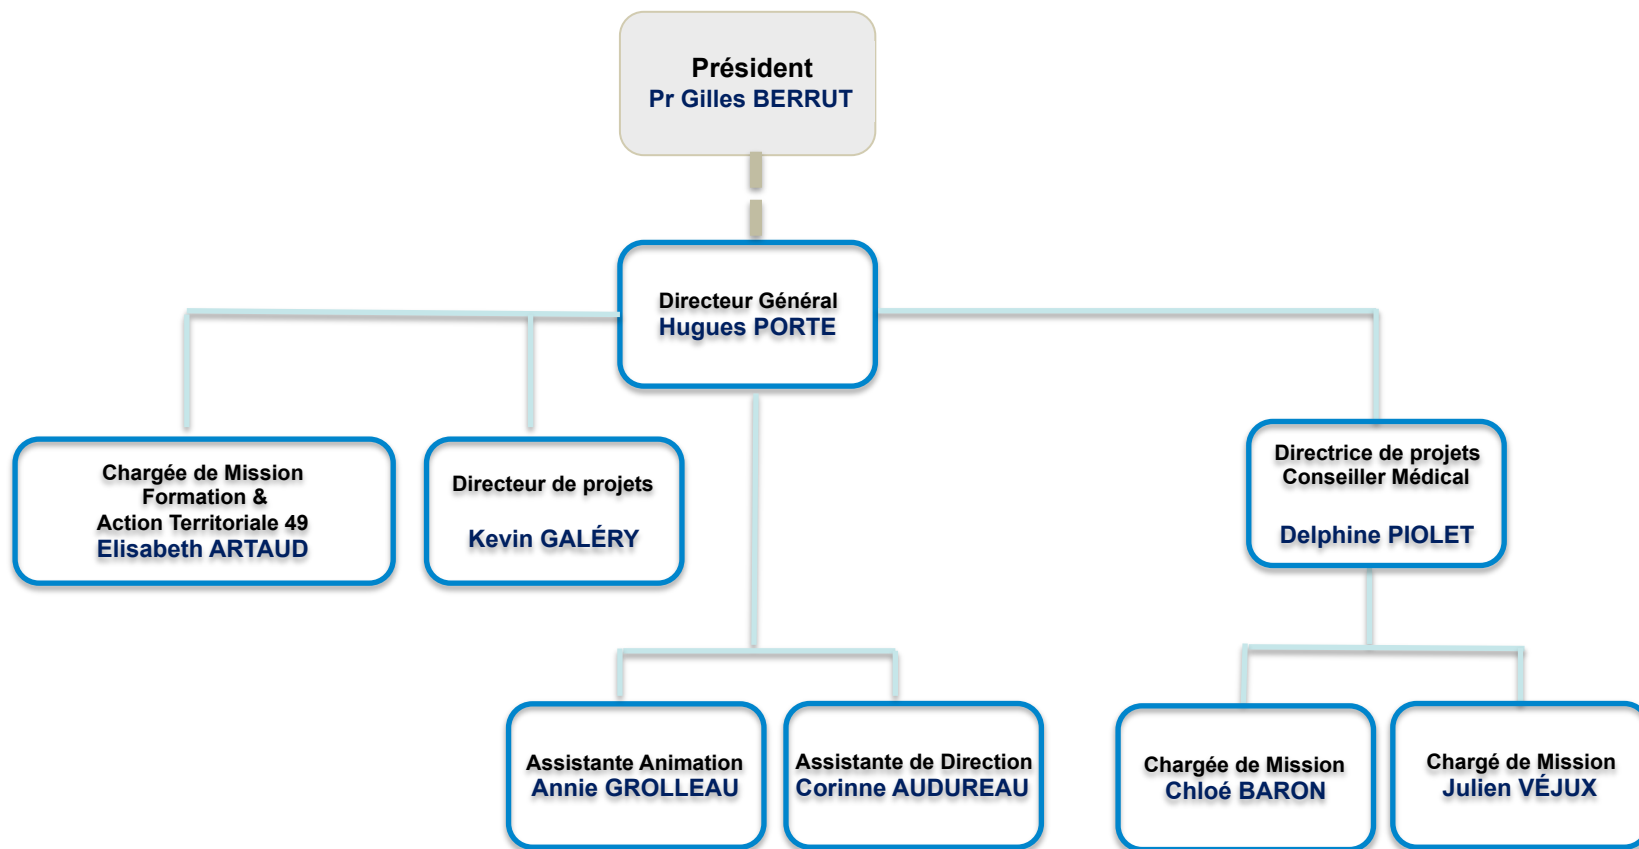 Président
Pr Gilles BERRUT
Directeur Général
Hugues PORTE
Chargée de Mission
Formation &
Action Territoriale 49
Elisabeth ARTAUD
Directeur de projets
Kevin GALÉRY
Directrice de projets
Conseiller Médical
Delphine PIOLET
Assistante Animation
Annie GROLLEAU
Assistante de Direction
Corinne AUDUREAU
Chargée de Mission
Chloé BARON
Chargé de Mission
Julien VÉJUX